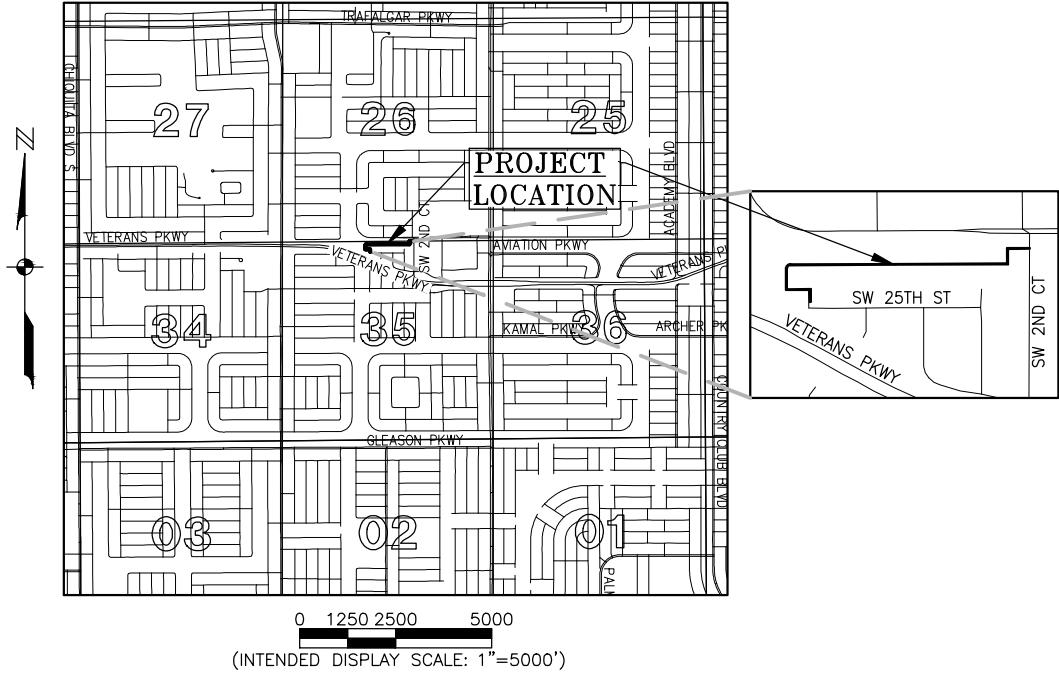 TRAFALGAR PKWY
CHIQUITA BLVD S
27
26
25
N
ACADEMY BLVD
PROJECT
LOCATION
SW 2ND CT
VETERANS PKWY
AVIATION PKWY
VETERANS PKWY
VETERANS
34
35
36
KAMAL PKWY
ARCHER PK
SW 25TH ST
VETERANS PKWY
SW 2ND CT
COUNTRY CLUB BLVD
GLEASON PKWY
03
02
01
PALM
0 1250 2500 5000
(INTENDED DISPLAY SCALE: 1"=5000')